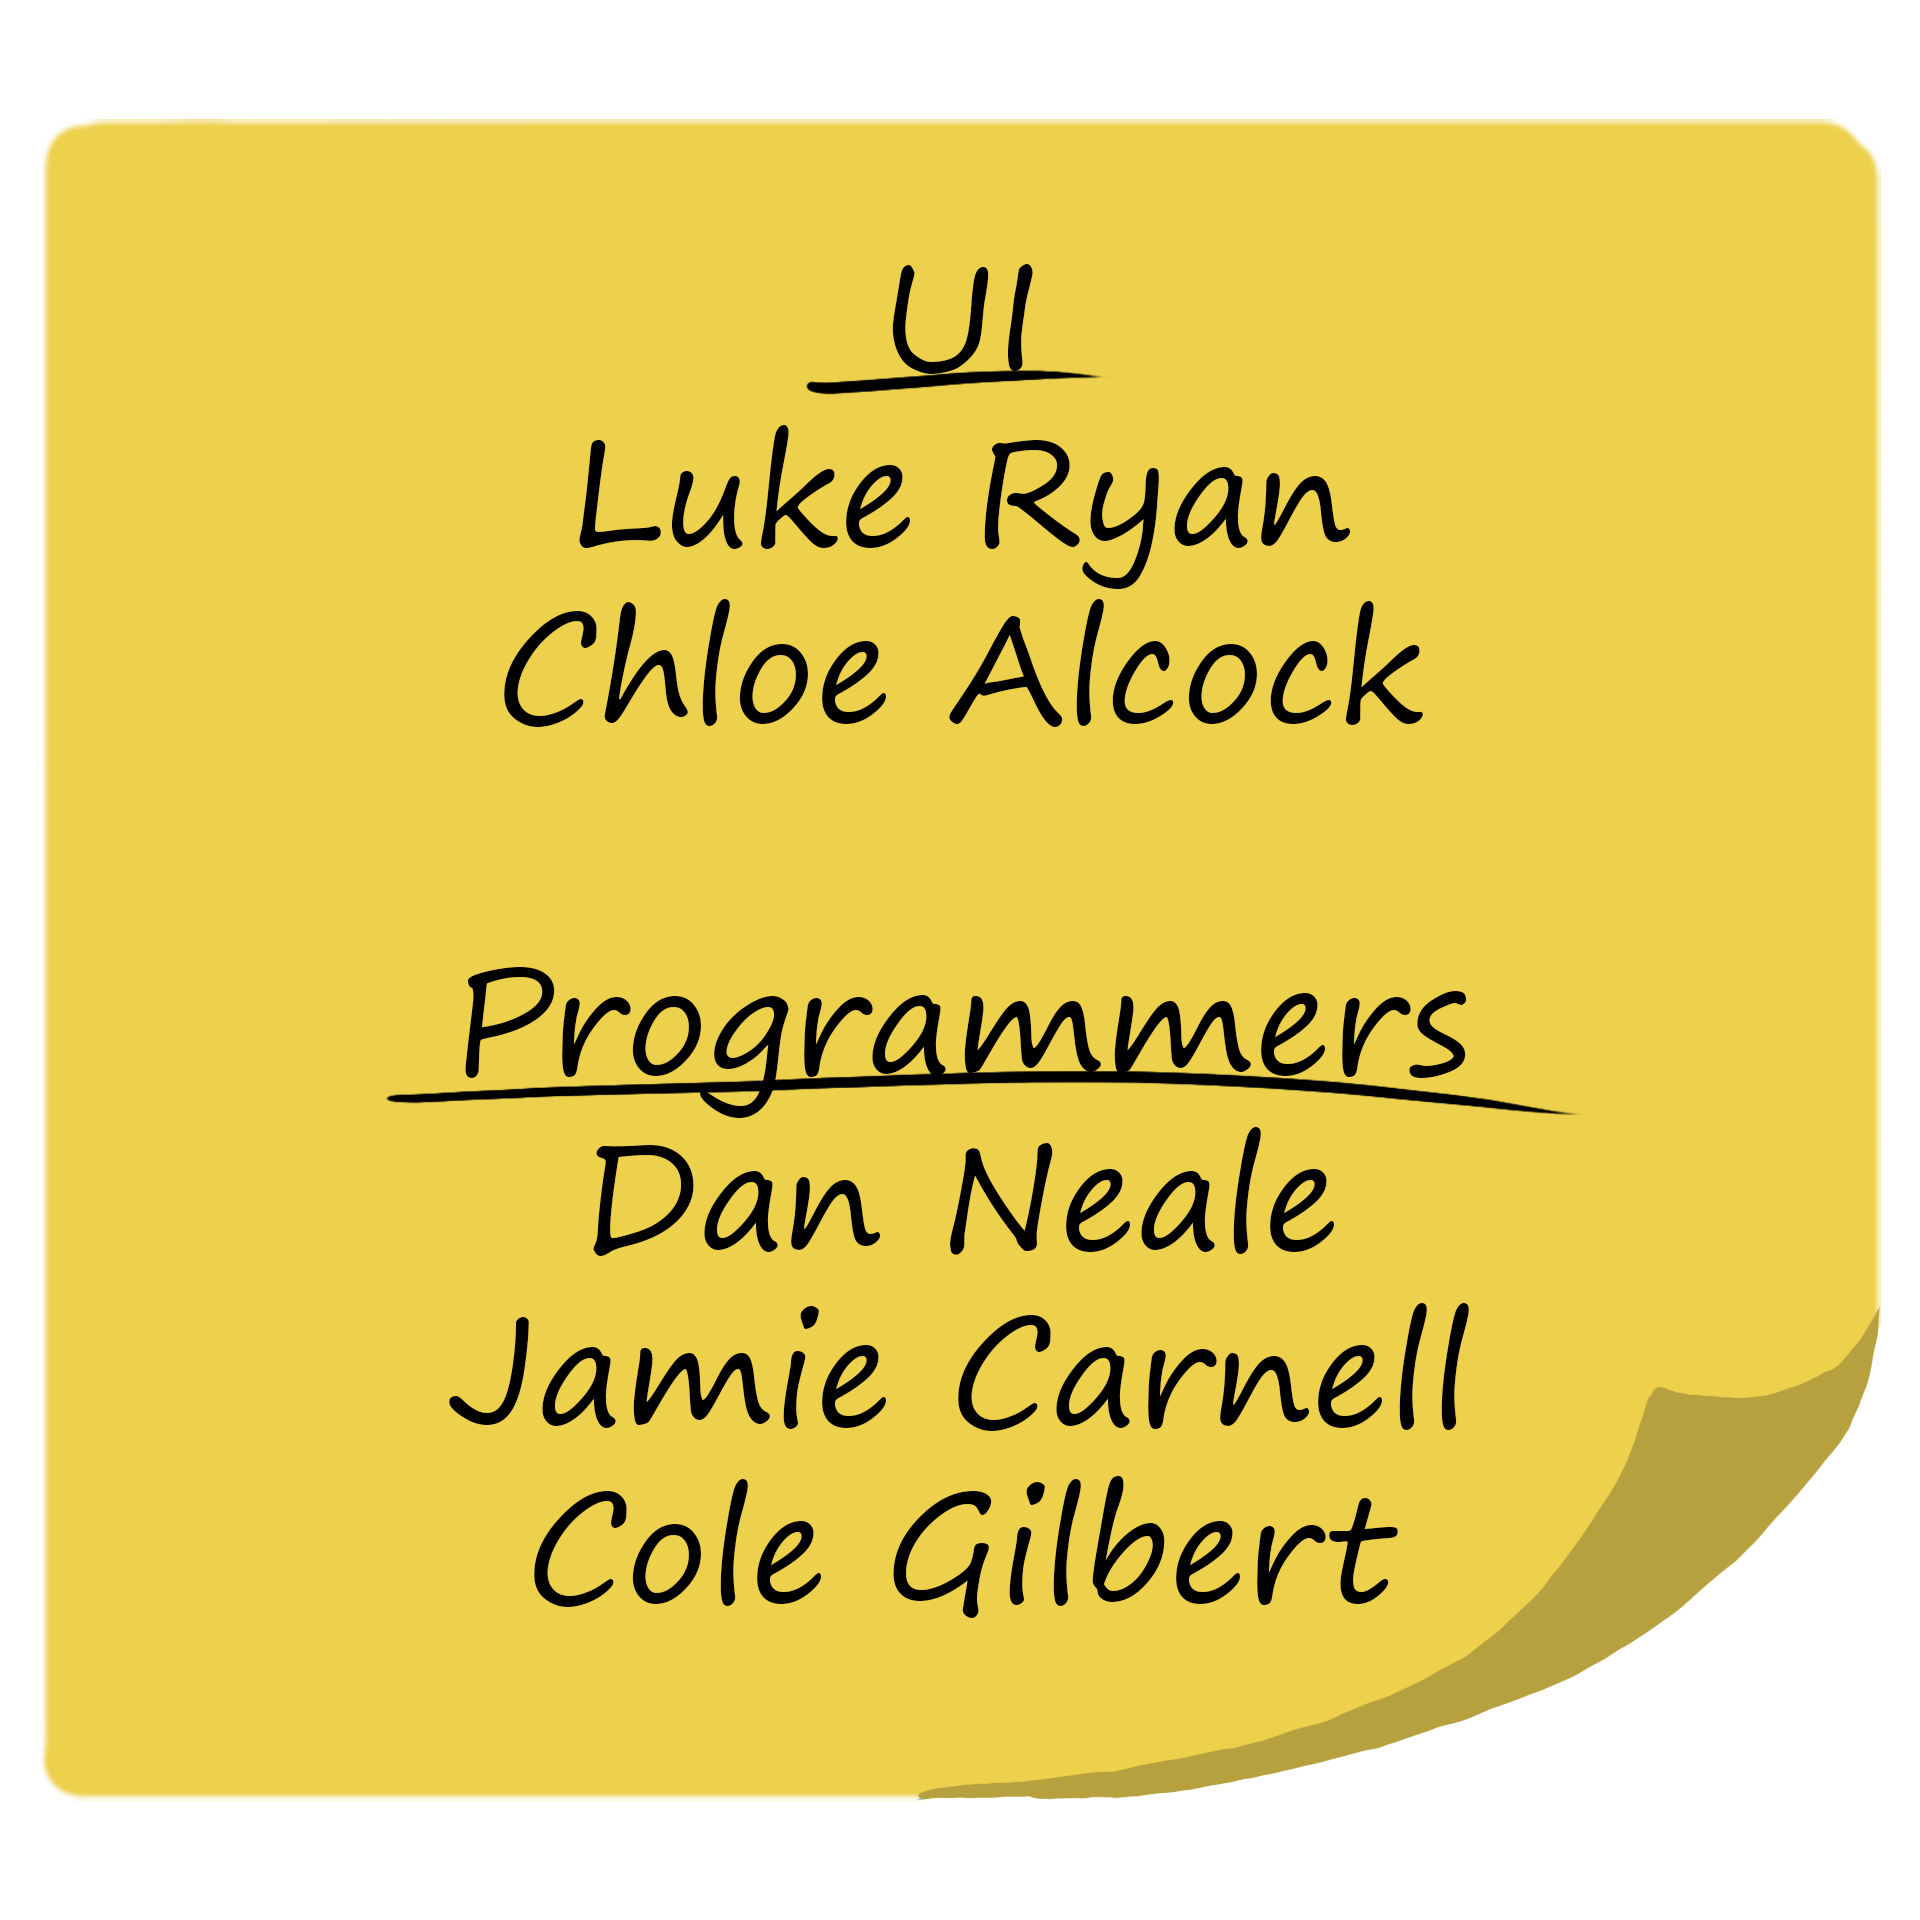 UI
Luke Ryan
Chloe Alcock
Programmers
Dan Neale
Jamie Carnell
Cole Gilbert